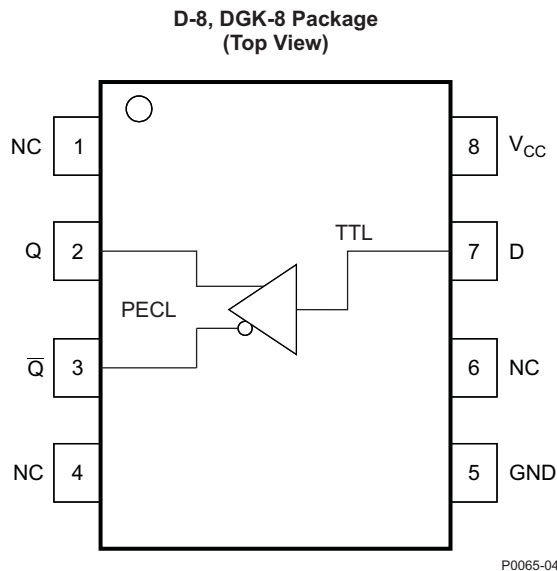 D-8, DGK-8 Package
(Top View)
NC 1
8 V_CC
Q 2
TTL
7 D
PECL
Q̅ 3
6 NC
NC 4
5 GND
P0065-04